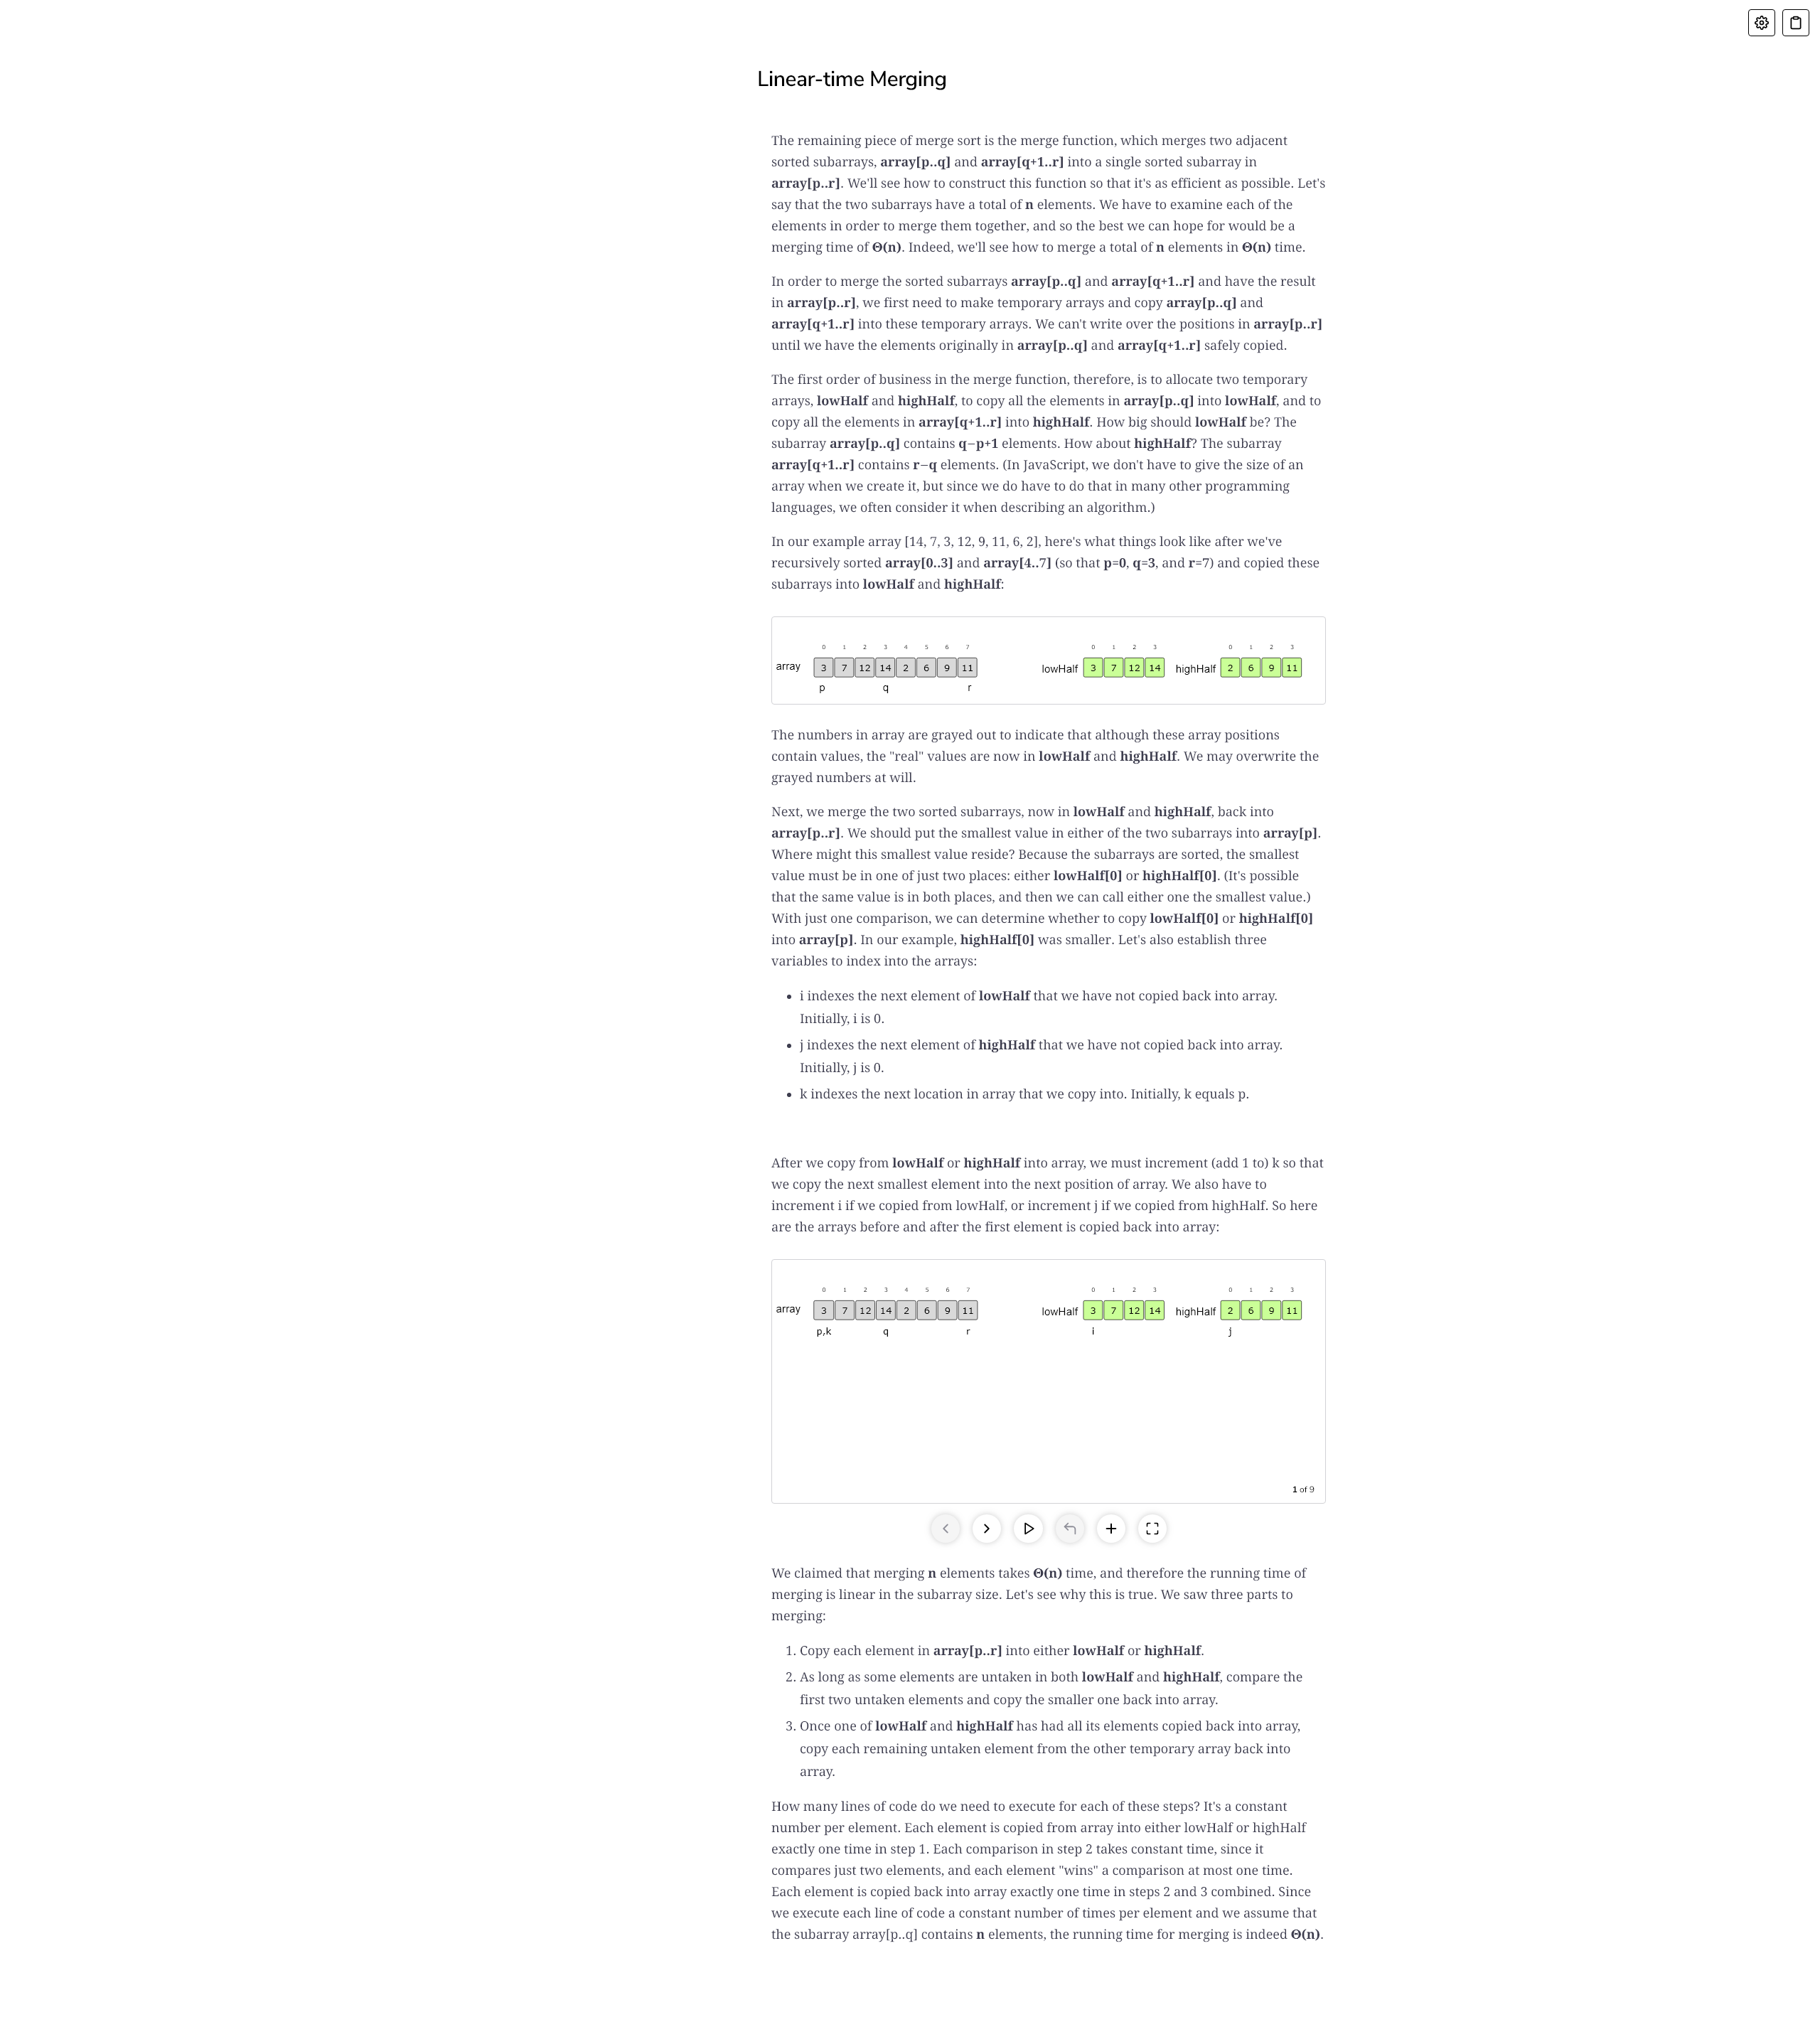 Linear-time Merging
The remaining piece of merge sort is the merge function, which merges two adjacent
sorted subarrays, array[p..q] and array[q+1..r] into a single sorted subarray in
array[p..r]. We'll see how to construct this function so that it's as efficient as possible. Let's
say that the two subarrays have a total of n elements. We have to examine each of the
elements in order to merge them together, and so the best we can hope for would be a
merging time of Θ(n). Indeed, we'll see how to merge a total of n elements in Θ(n) time.
In order to merge the sorted subarrays array[p..q] and array[q+1..r] and have the result
in array[p..r], we first need to make temporary arrays and copy array[p..q] and
array[q+1..r] into these temporary arrays. We can't write over the positions in array[p..r]
until we have the elements originally in array[p..q] and array[q+1..r] safely copied.
The first order of business in the merge function, therefore, is to allocate two temporary
arrays, lowHalf and highHalf, to copy all the elements in array[p..q] into lowHalf, and to
copy all the elements in array[q+1..r] into highHalf. How big should lowHalf be? The
subarray array[p..q] contains q−p+1 elements. How about highHalf? The subarray
array[q+1..r] contains r−q elements. (In JavaScript, we don't have to give the size of an
array when we create it, but since we do have to do that in many other programming
languages, we often consider it when describing an algorithm.)
In our example array [14, 7, 3, 12, 9, 11, 6, 2], here's what things look like after we've
recursively sorted array[0..3] and array[4..7] (so that p=0, q=3, and r=7) and copied these
subarrays into lowHalf and highHalf:
0 1 2 3 4 5 6 7 0 1 2 3 0 1 2 3
array 3 7 12 14 2 6 9 11 lowHalf 3 7 12 14 highHalf 2 6 9 11
p q r
The numbers in array are grayed out to indicate that although these array positions
contain values, the "real" values are now in lowHalf and highHalf. We may overwrite the
grayed numbers at will.
Next, we merge the two sorted subarrays, now in lowHalf and highHalf, back into
array[p..r]. We should put the smallest value in either of the two subarrays into array[p].
Where might this smallest value reside? Because the subarrays are sorted, the smallest
value must be in one of just two places: either lowHalf[0] or highHalf[0]. (It's possible
that the same value is in both places, and then we can call either one the smallest value.)
With just one comparison, we can determine whether to copy lowHalf[0] or highHalf[0]
into array[p]. In our example, highHalf[0] was smaller. Let's also establish three
variables to index into the arrays:
• i indexes the next element of lowHalf that we have not copied back into array.
Initially, i is 0.
• j indexes the next element of highHalf that we have not copied back into array.
Initially, j is 0.
• k indexes the next location in array that we copy into. Initially, k equals p.
After we copy from lowHalf or highHalf into array, we must increment (add 1 to) k so that
we copy the next smallest element into the next position of array. We also have to
increment i if we copied from lowHalf, or increment j if we copied from highHalf. So here
are the arrays before and after the first element is copied back into array:
0 1 2 3 4 5 6 7 0 1 2 3 0 1 2 3
array 3 7 12 14 2 6 9 11 lowHalf 3 7 12 14 highHalf 2 6 9 11
p,k q r i j
1 of 9
We claimed that merging n elements takes Θ(n) time, and therefore the running time of
merging is linear in the subarray size. Let's see why this is true. We saw three parts to
merging:
1. Copy each element in array[p..r] into either lowHalf or highHalf.
2. As long as some elements are untaken in both lowHalf and highHalf, compare the
first two untaken elements and copy the smaller one back into array.
3. Once one of lowHalf and highHalf has had all its elements copied back into array,
copy each remaining untaken element from the other temporary array back into
array.
How many lines of code do we need to execute for each of these steps? It's a constant
number per element. Each element is copied from array into either lowHalf or highHalf
exactly one time in step 1. Each comparison in step 2 takes constant time, since it
compares just two elements, and each element "wins" a comparison at most one time.
Each element is copied back into array exactly one time in steps 2 and 3 combined. Since
we execute each line of code a constant number of times per element and we assume that
the subarray array[p..q] contains n elements, the running time for merging is indeed Θ(n).